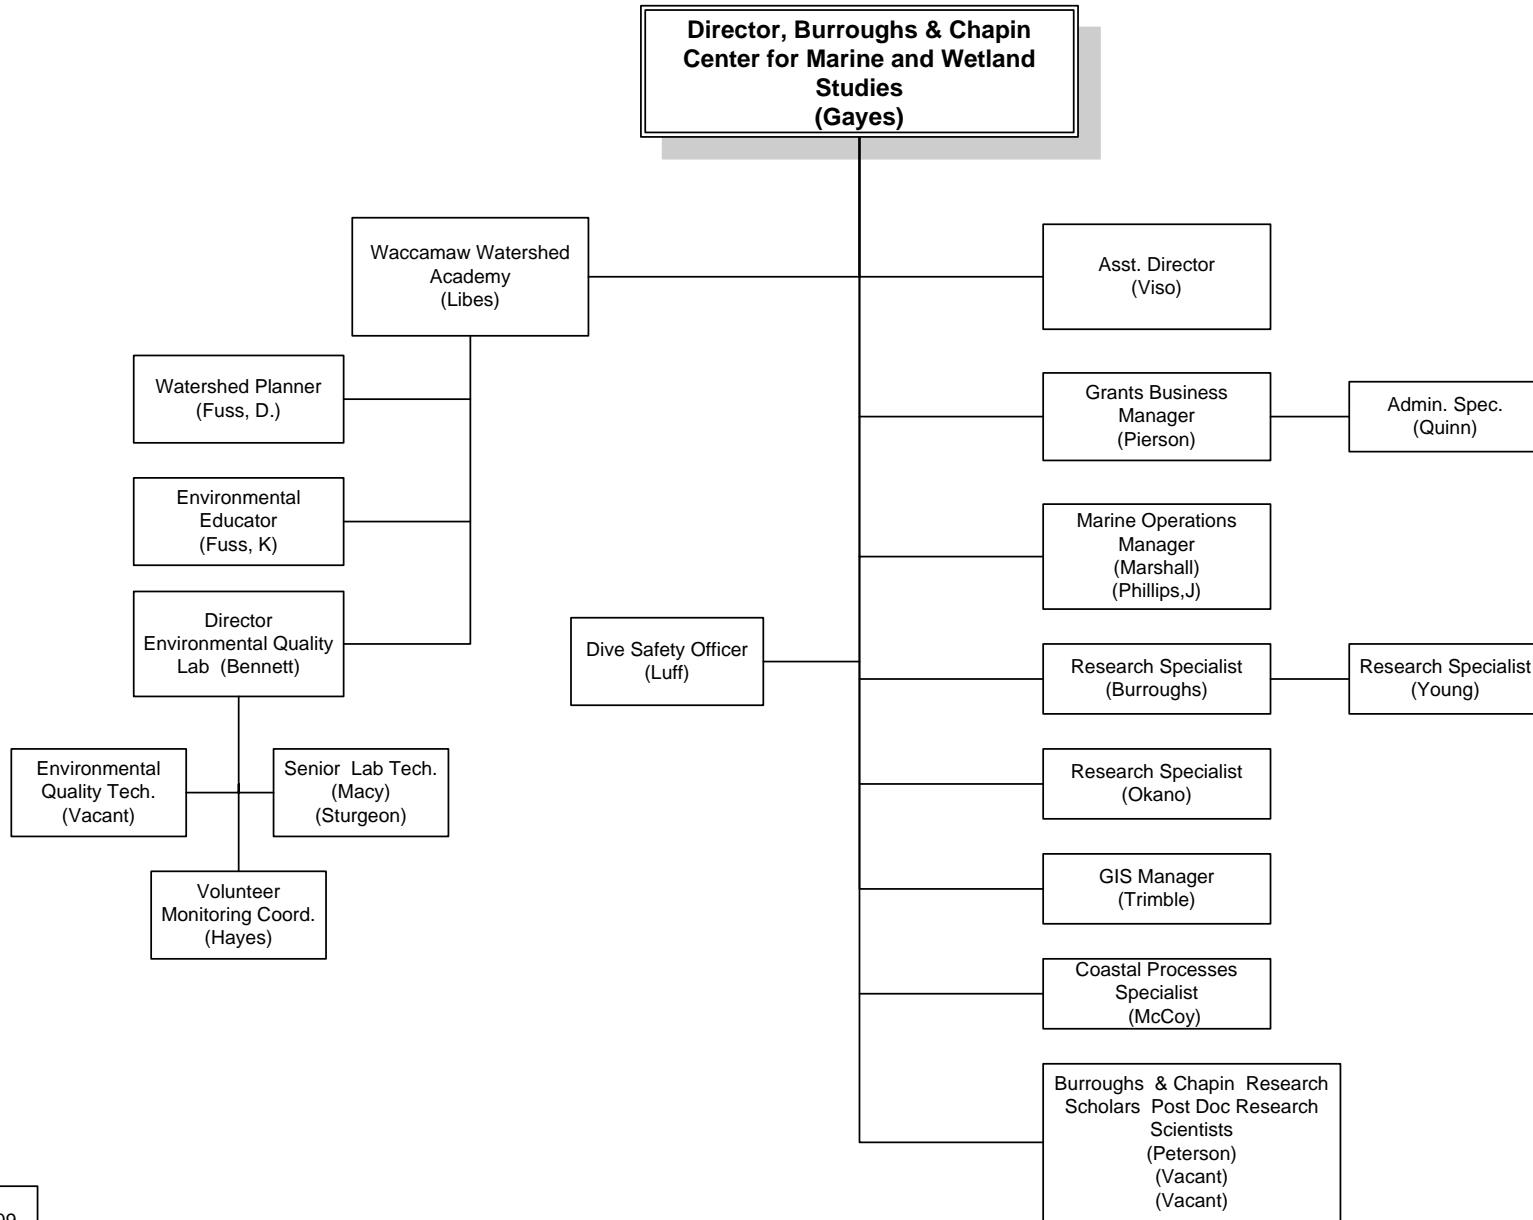 Director, Burroughs & Chapin
Center for Marine and Wetland
Studies
(Gayes)
Waccamaw Watershed
Academy
(Libes)
Asst. Director
(Viso)
Watershed Planner
(Fuss, D.)
Grants Business
Manager
(Pierson)
Admin. Spec.
(Quinn)
Environmental
Educator
(Fuss, K)
Marine Operations
Manager
(Marshall)
(Phillips,J)
Director
Environmental Quality
Lab (Bennett)
Dive Safety Officer
(Luff)
Research Specialist
(Burroughs)
Research Specialist
(Young)
Environmental
Quality Tech.
(Vacant)
Senior Lab Tech.
(Macy)
(Sturgeon)
Research Specialist
(Okano)
Volunteer
Monitoring Coord.
(Hayes)
GIS Manager
(Trimble)
Coastal Processes
Specialist
(McCoy)
Burroughs & Chapin Research
Scholars Post Doc Research
Scientists
(Peterson)
(Vacant)
(Vacant)